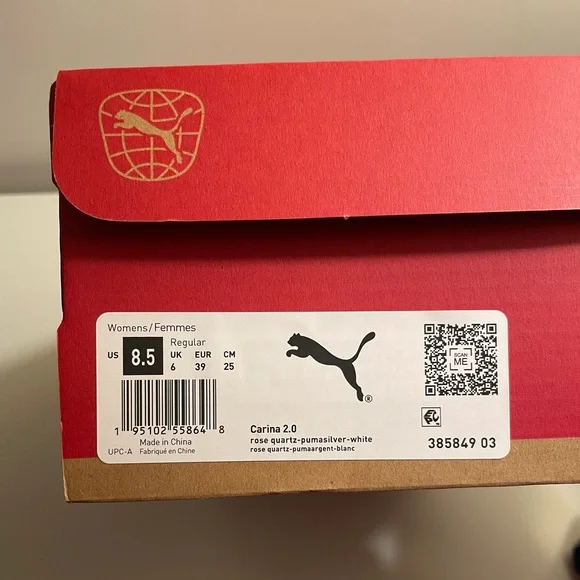 Womens/Femmes
Regular
US 8.5 UK 6 EUR 39 CM 25
SCAN ME
1 95102 55864 8
Made in China
UPC-A Fabriqué en Chine
Carina 2.0
rose quartz-pumasilver-white
rose quartz-pumaargent-blanc
®
385849 03